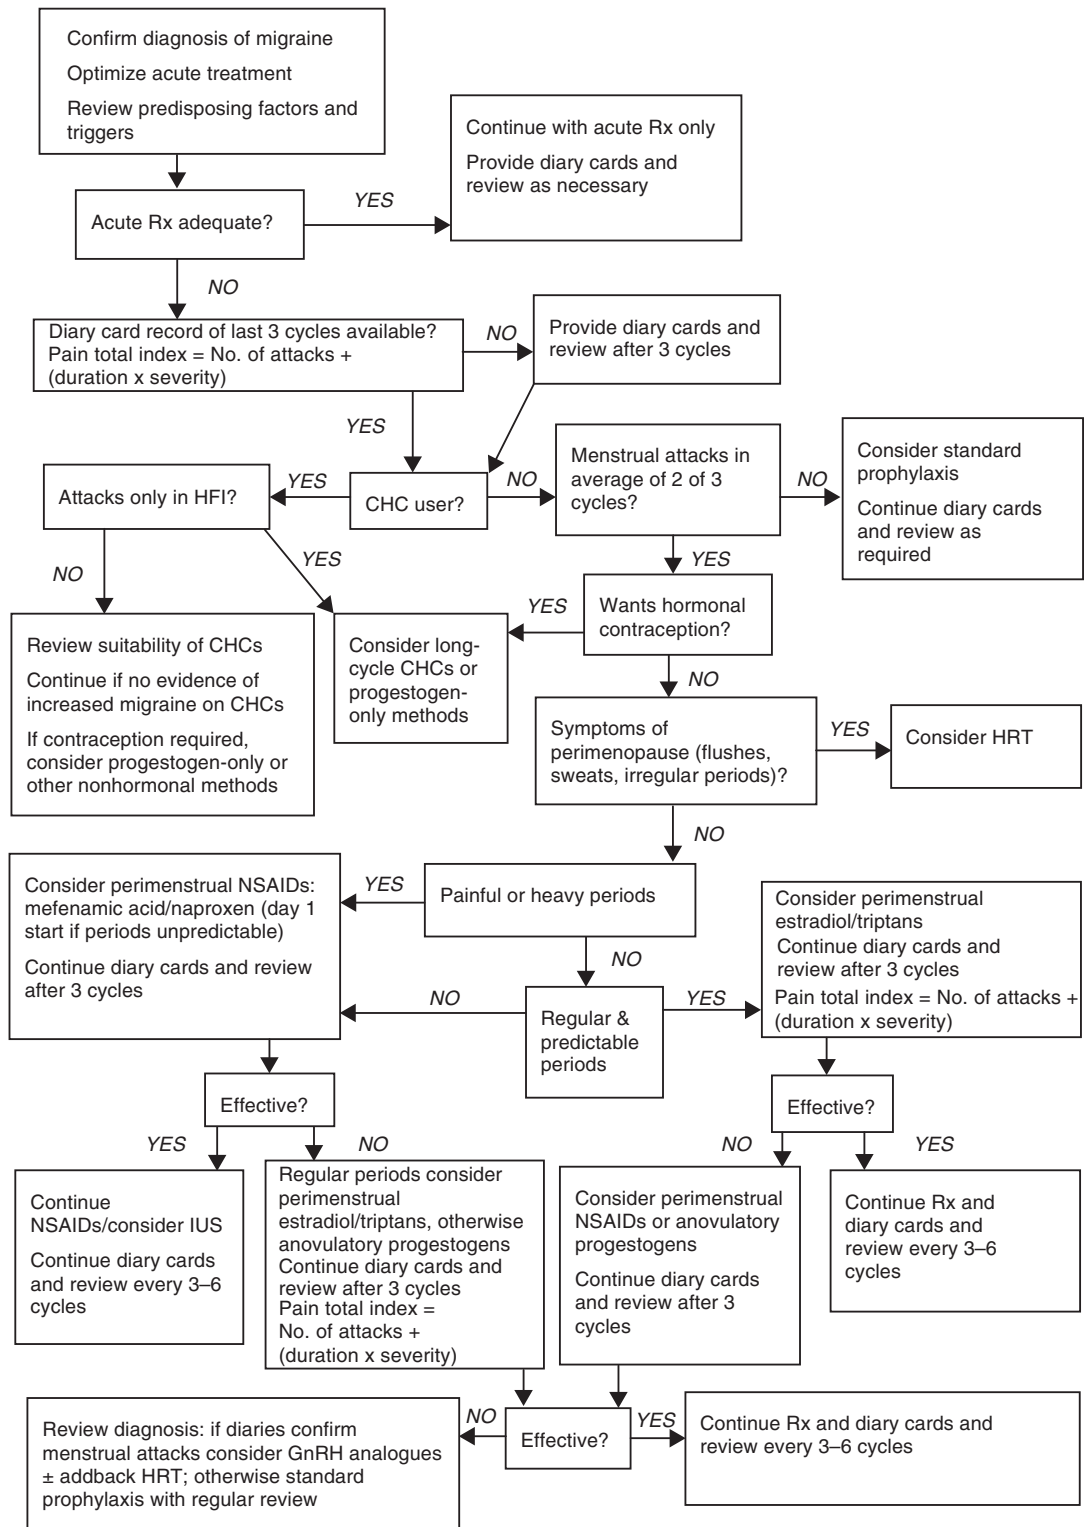 Confirm diagnosis of migraine
Optimize acute treatment
Review predisposing factors and
triggers
Continue with acute Rx only
Provide diary cards and
review as necessary
YES
Acute Rx adequate?
NO
Diary card record of last 3 cycles available?
Pain total index = No. of attacks +
(duration x severity)
NO
Provide diary cards and
review after 3 cycles
YES
Menstrual attacks in
average of 2 of 3
cycles?
NO
Consider standard
prophylaxis
Continue diary cards
and review as
required
Attacks only in HFI?
YES
CHC user?
NO
NO
YES
YES
Review suitability of CHCs
Continue if no evidence of
increased migraine on CHCs
If contraception required,
consider progestogen-only or
other nonhormonal methods
Consider long-
cycle CHCs or
progestogen-
only methods
YES
Wants hormonal
contraception?
NO
Symptoms of
perimenopause (flushes,
sweats, irregular periods)?
YES
Consider HRT
NO
Consider perimenstrual NSAIDs:
mefenamic acid/naproxen (day 1
start if periods unpredictable)
Continue diary cards and review
after 3 cycles
YES
Painful or heavy periods
NO
Consider perimenstrual
estradiol/triptans
Continue diary cards and
review after 3 cycles
Pain total index = No. of attacks +
(duration x severity)
NO
Regular &
predictable
periods
YES
Effective?
Effective?
YES
NO
NO
YES
Continue
NSAIDs/consider IUS
Continue diary cards
and review every 3–6
cycles
Regular periods consider
perimenstrual
estradiol/triptans, otherwise
anovulatory progestogens
Continue diary cards and
review after 3 cycles
Pain total index =
No. of attacks +
(duration x severity)
Consider perimenstrual
NSAIDs or anovulatory
progestogens
Continue diary cards
and review after 3
cycles
Continue Rx and
diary cards and
review every 3–6
cycles
Review diagnosis: if diaries confirm
menstrual attacks consider GnRH analogues
± addback HRT; otherwise standard
prophylaxis with regular review
NO
Effective?
YES
Continue Rx and diary cards and
review every 3–6 cycles